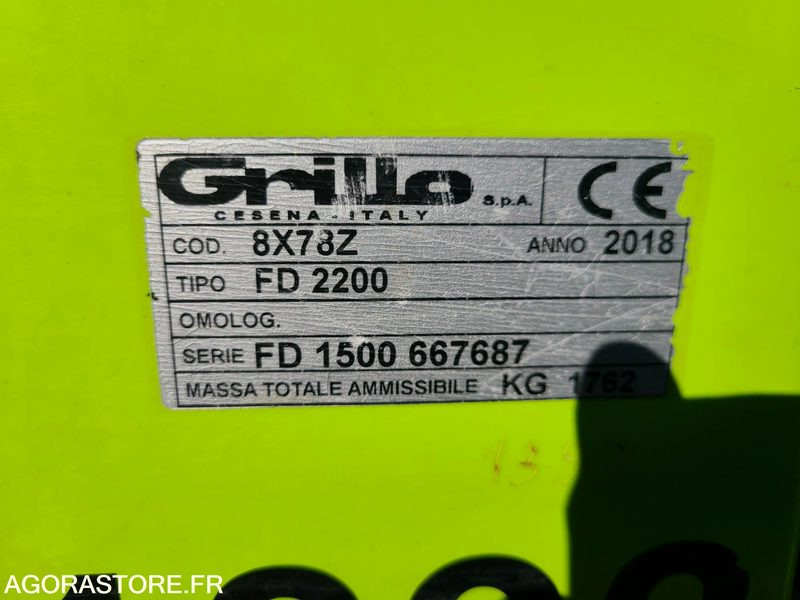 Grillo S.p.A. CE
CESENA - ITALY
COD. 8X78Z ANNO 2018
TIPO FD 2200
OMOLOG.
SERIE FD 1500 667687
MASSA TOTALE AMMISSIBILE KG 1762
AGORASTORE.FR